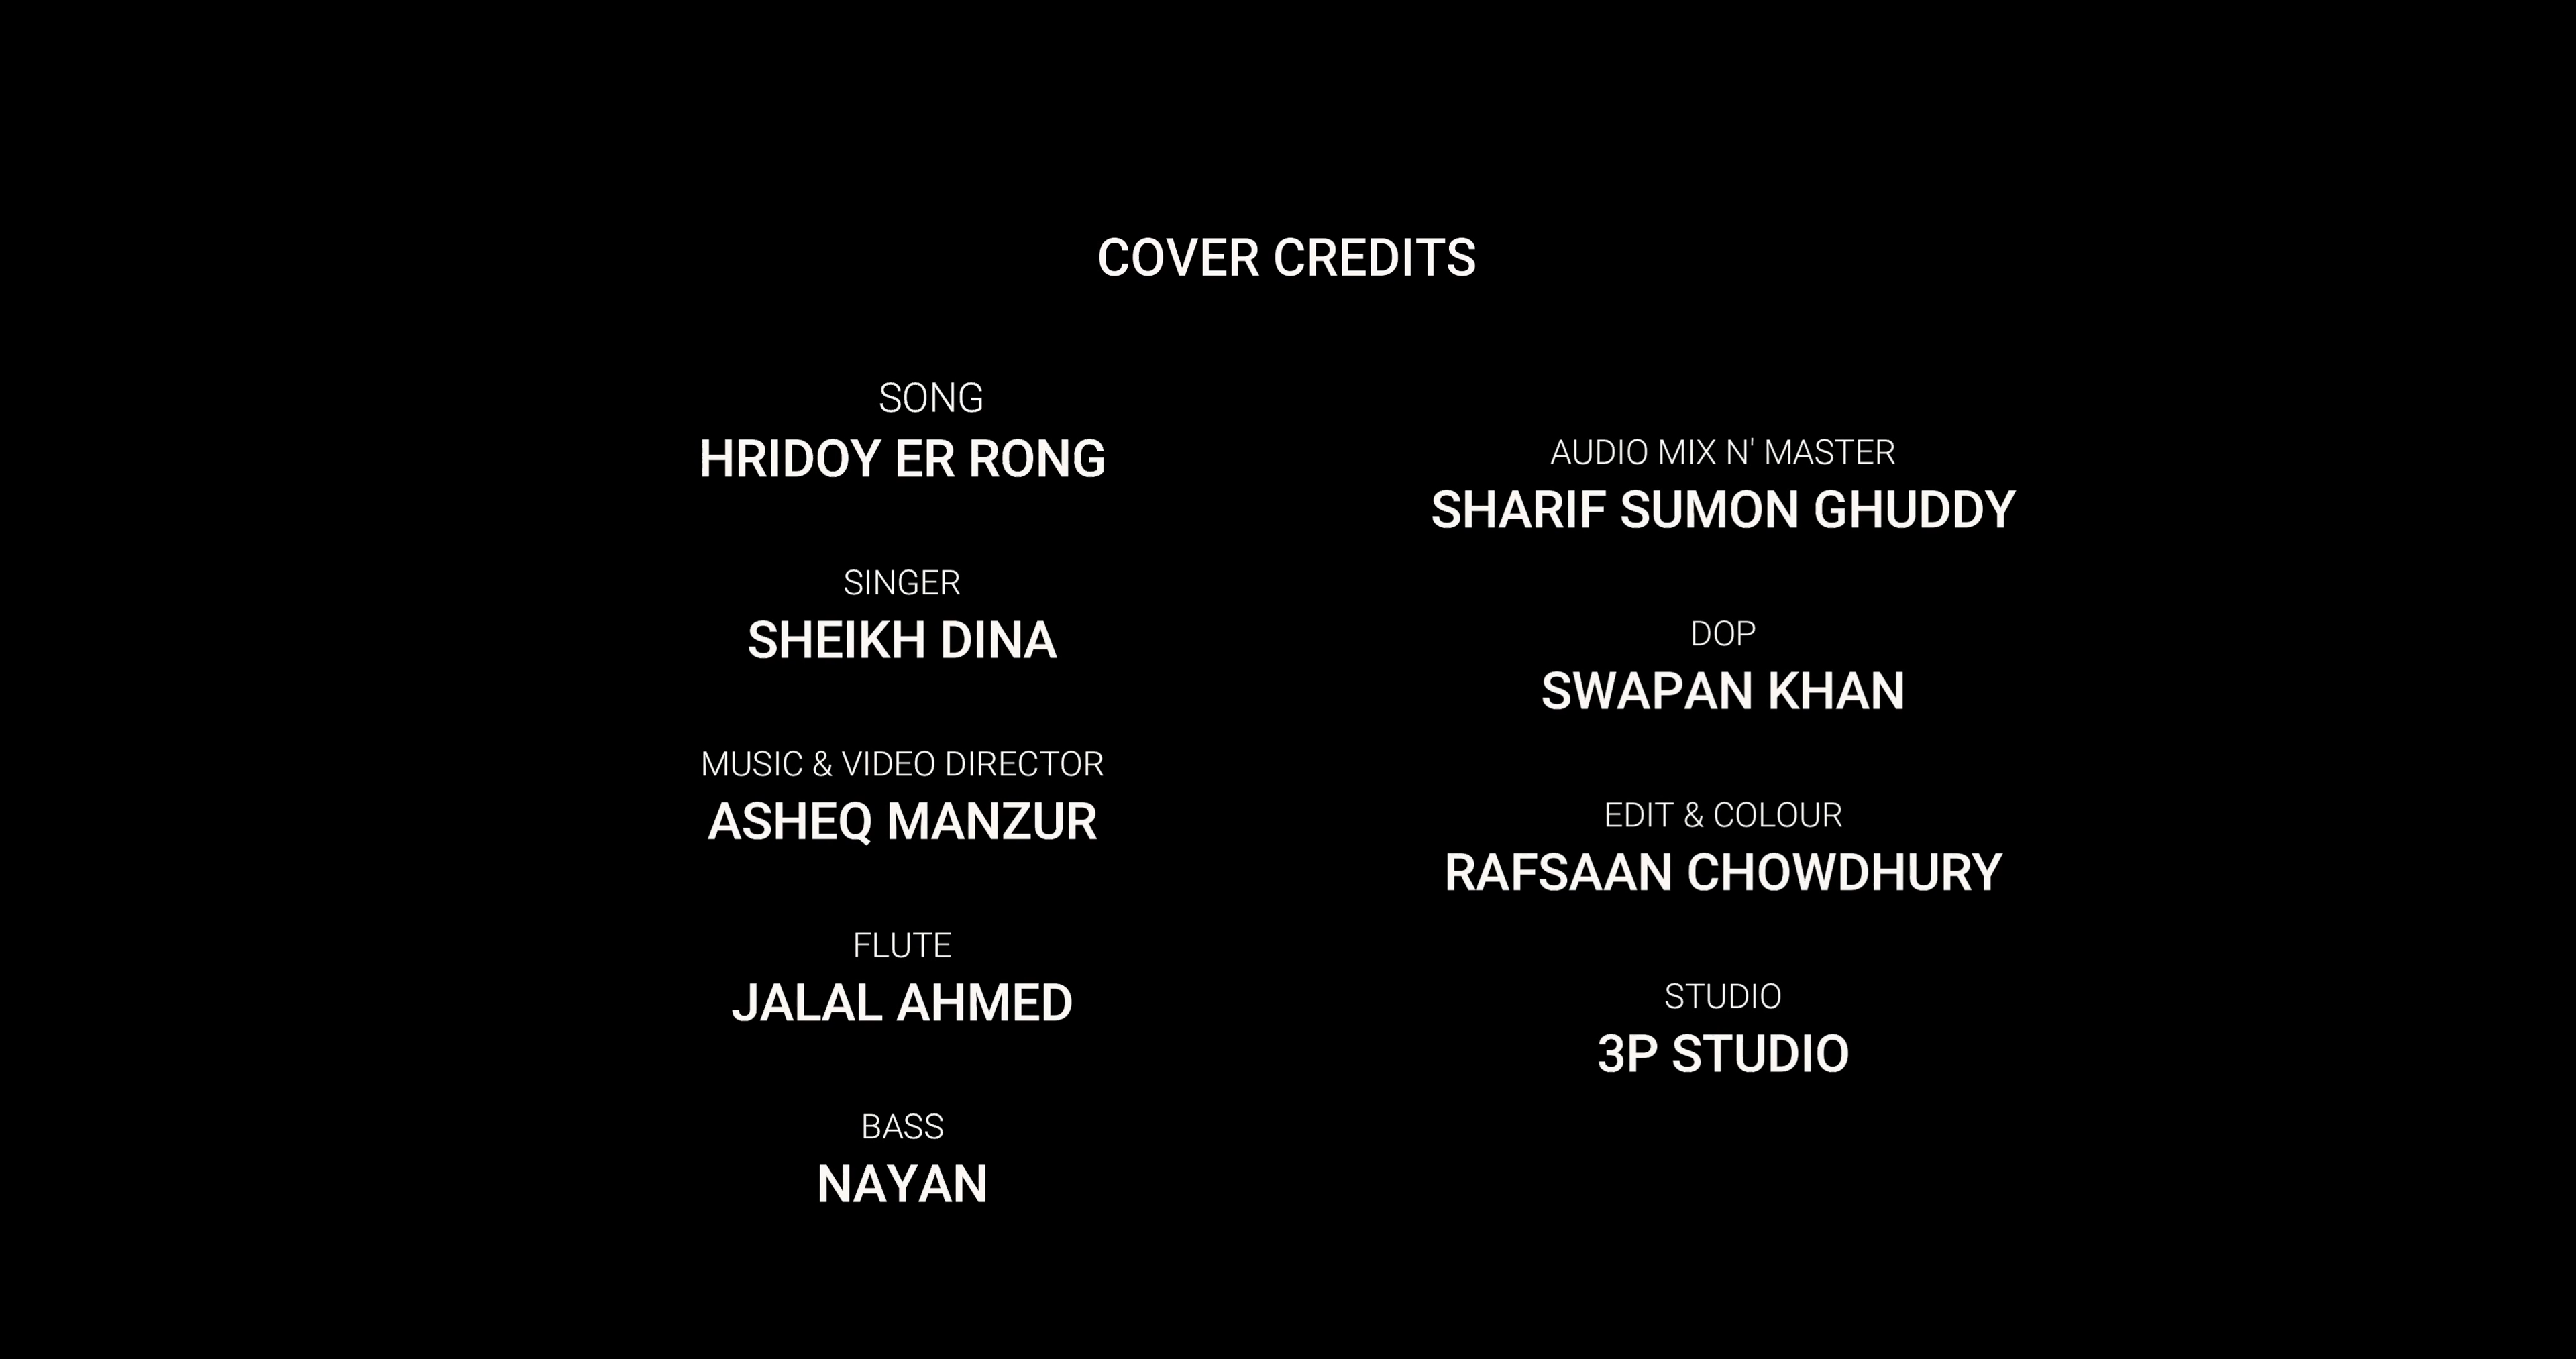 COVER CREDITS
SONG
HRIDOY ER RONG
SINGER
SHEIKH DINA
MUSIC & VIDEO DIRECTOR
ASHEQ MANZUR
FLUTE
JALAL AHMED
BASS
NAYAN
AUDIO MIX N' MASTER
SHARIF SUMON GHUDDY
DOP
SWAPAN KHAN
EDIT & COLOUR
RAFSAAN CHOWDHURY
STUDIO
3P STUDIO